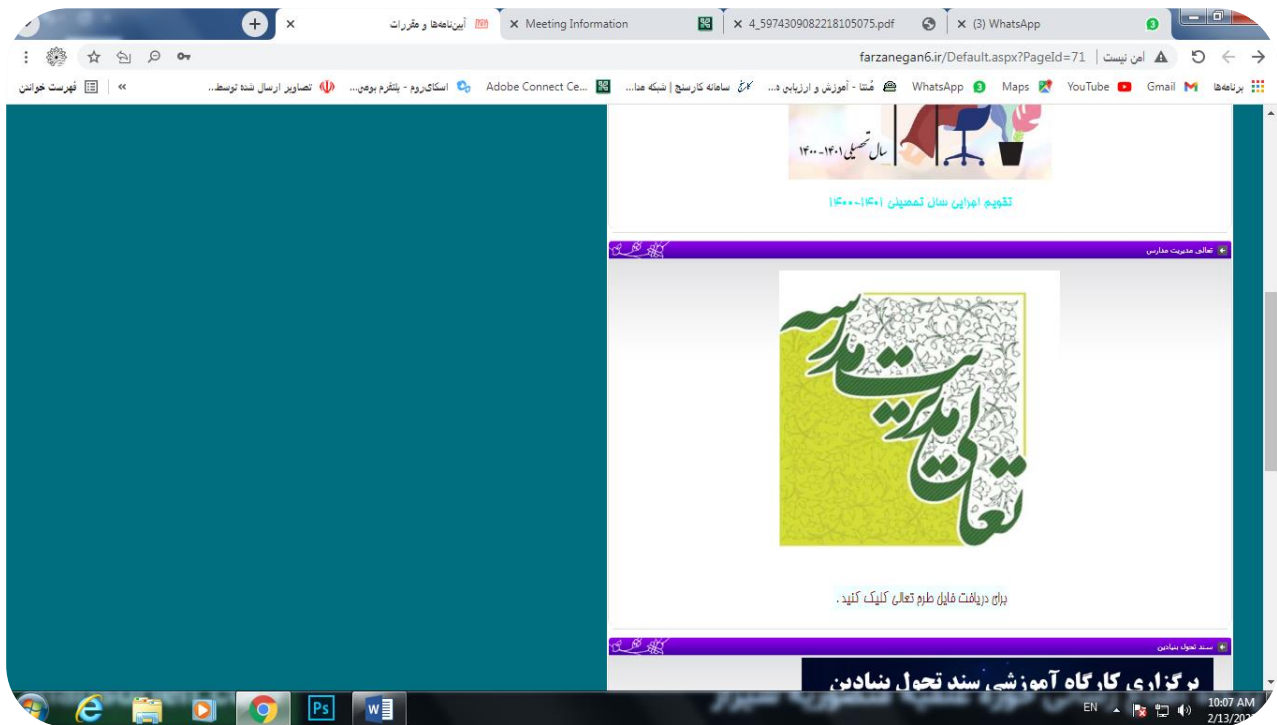 (3) WhatsApp
4_5974309082218105075.pdf
Meeting Information
آیین‌نامه‌ها و مقررات
امن نیست | farzanegan6.ir/Default.aspx?PageId=71
برنامه‌ها
Gmail
YouTube
Maps
WhatsApp
مُنتا - آموزش و ارزیابی ه...
سامانه کارسنج | شبکه هدا...
Adobe Connect Ce...
اسکای‌روم - پلتفرم بومی...
تصاویر ارسال شده توسط...
»
فهرست خواندن
سال تحصیلی ۱۴۰۱-۱۴۰۰
تقویم اجرایی سال تحصیلی ۱۴۰۱-۱۴۰۰
تعالی مدیریت مدارس
تعالی مدیریت مدرسه
برای دریافت فایل طرح تعالی کلیک کنید .
سند تحول بنیادین
برگزاری کارگاه آموزشی سند تحول بنیادین
EN
10:07 AM